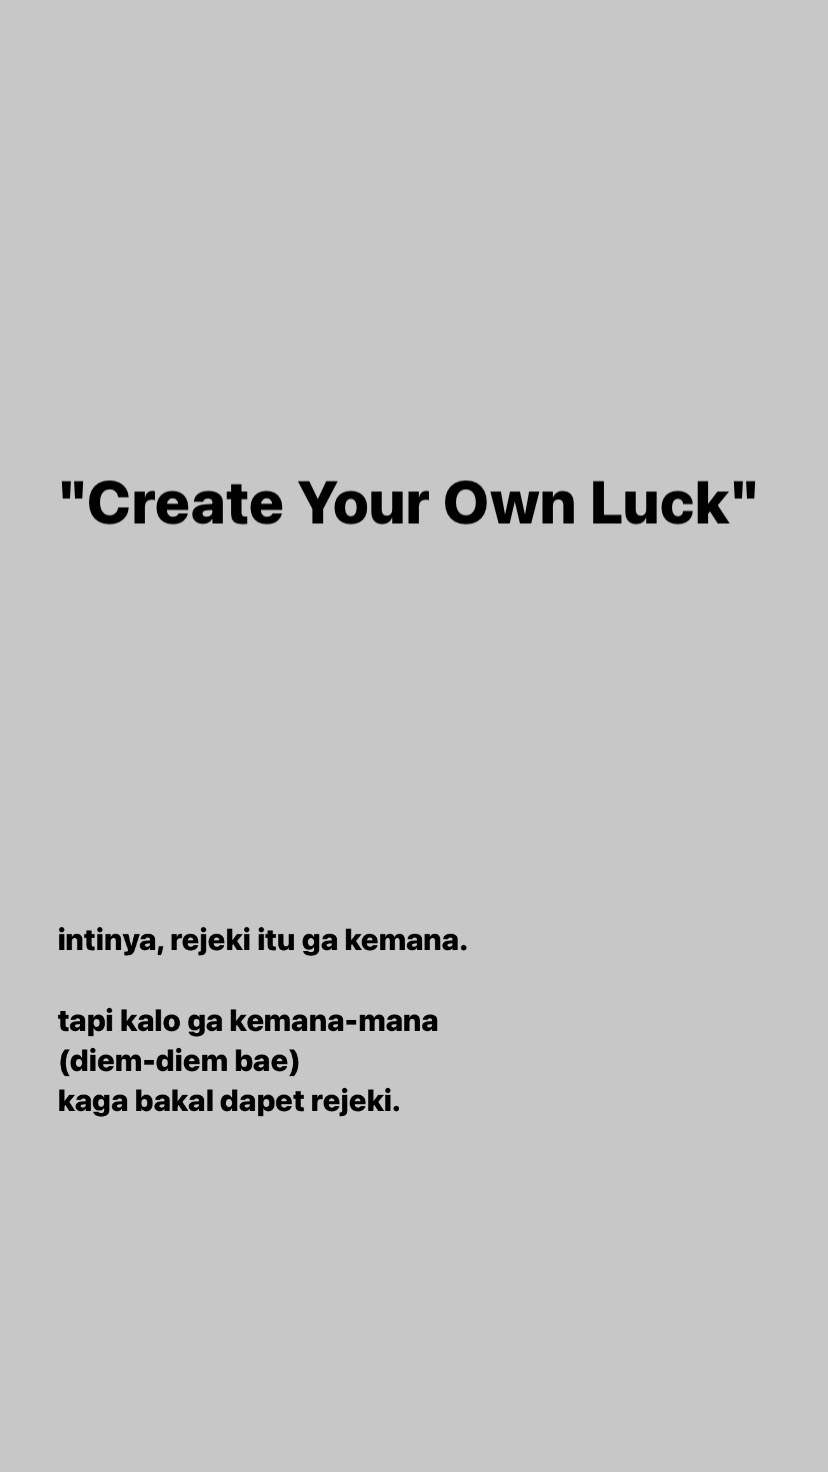 "Create Your Own Luck"
intinya, rejeki itu ga kemana.
tapi kalo ga kemana-mana
(diem-diem bae)
kaga bakal dapet rejeki.